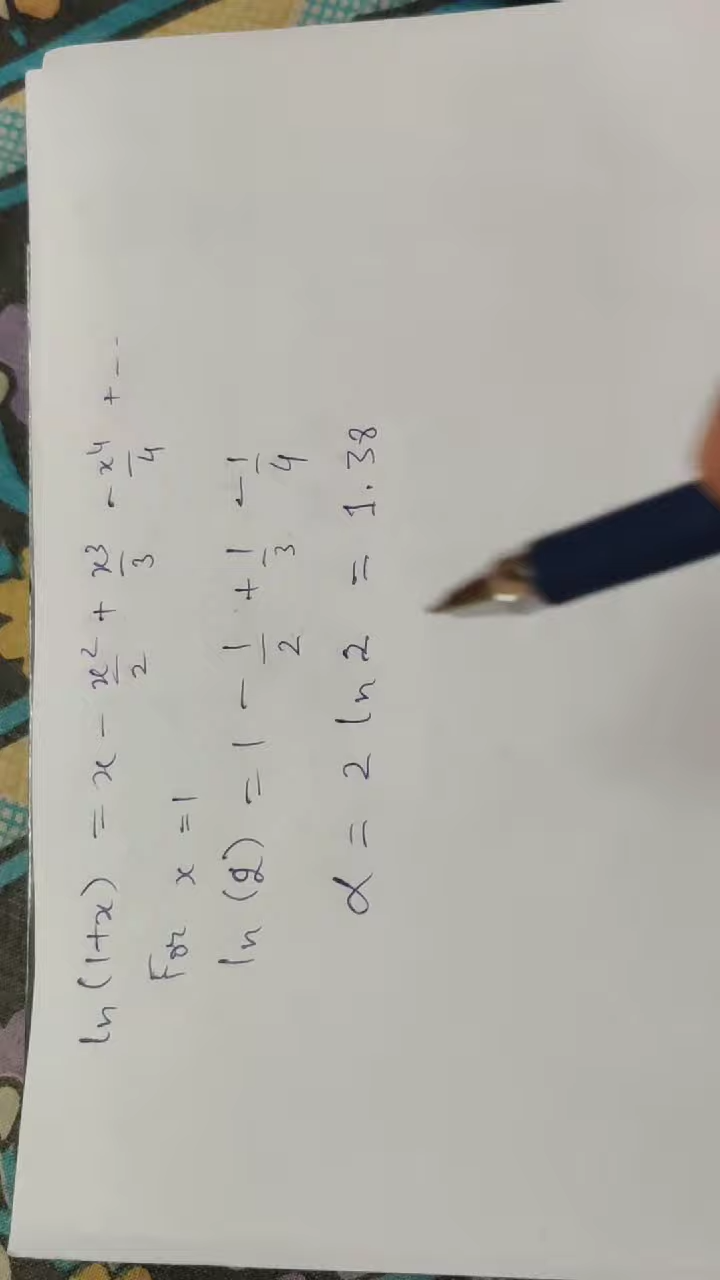 ln(1+x) = x - x²/2 + x³/3 - x⁴/4 + ---
For x = 1
ln(2) = 1 - 1/2 + 1/3 - 1/4
α = 2 ln 2 = 1.38